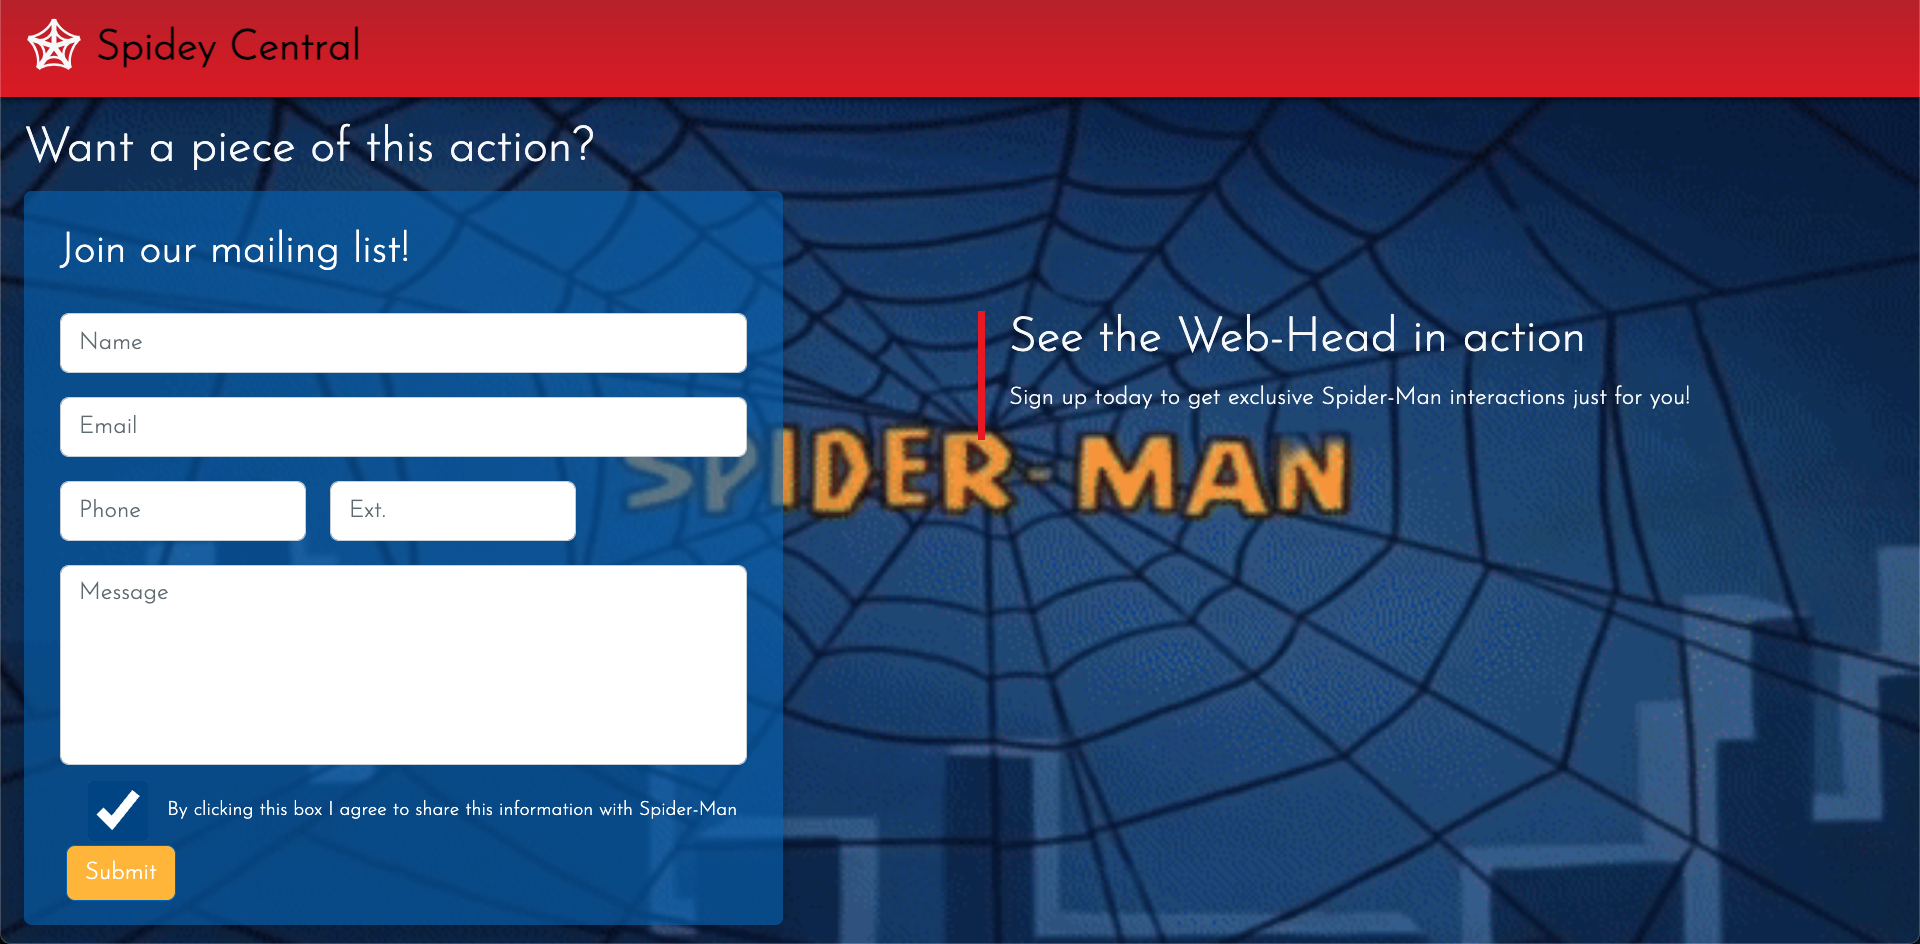 Spidey Central
Want a piece of this action?
Join our mailing list!
Name
Email
Phone
Ext.
Message
By clicking this box I agree to share this information with Spider-Man
Submit
See the Web-Head in action
Sign up today to get exclusive Spider-Man interactions just for you!
SPIDER-MAN